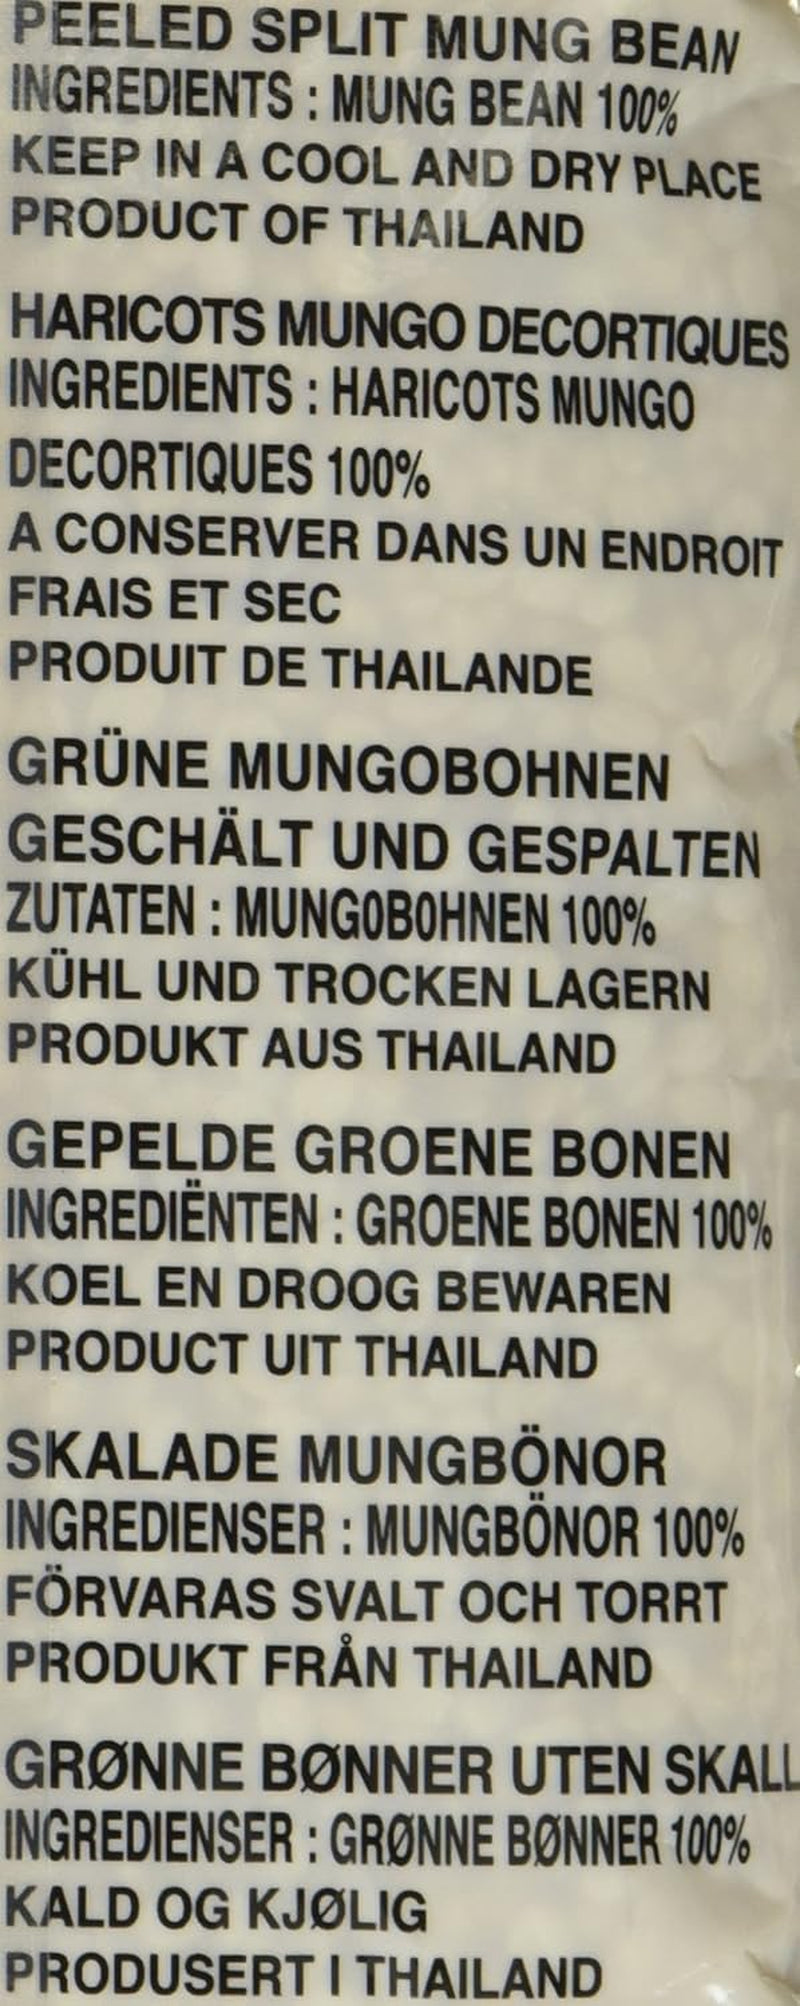 PEELED SPLIT MUNG BEAN
INGREDIENTS : MUNG BEAN 100%
KEEP IN A COOL AND DRY PLACE
PRODUCT OF THAILAND
HARICOTS MUNGO DECORTIQUES
INGREDIENTS : HARICOTS MUNGO
DECORTIQUES 100%
A CONSERVER DANS UN ENDROIT
FRAIS ET SEC
PRODUIT DE THAILANDE
GRÜNE MUNGOBOHNEN
GESCHÄLT UND GESPALTEN
ZUTATEN : MUNGOBOHNEN 100%
KÜHL UND TROCKEN LAGERN
PRODUKT AUS THAILAND
GEPELDE GROENE BONEN
INGREDIËNTEN : GROENE BONEN 100%
KOEL EN DROOG BEWAREN
PRODUCT UIT THAILAND
SKALADE MUNGBÖNOR
INGREDIENSER : MUNGBÖNOR 100%
FÖRVARAS SVALT OCH TORRT
PRODUKT FRÅN THAILAND
GRØNNE BØNNER UTEN SKALL
INGREDIENSER : GRØNNE BØNNER 100%
KALD OG KJØLIG
PRODUSERT I THAILAND